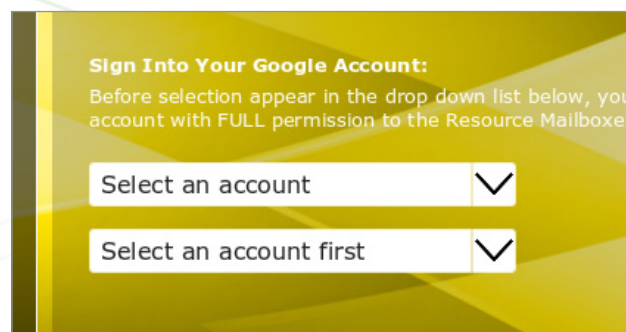 Sign Into Your Google Account:
Before selection appear in the drop down list below, you
account with FULL permission to the Resource Mailboxe
Select an account
Select an account first